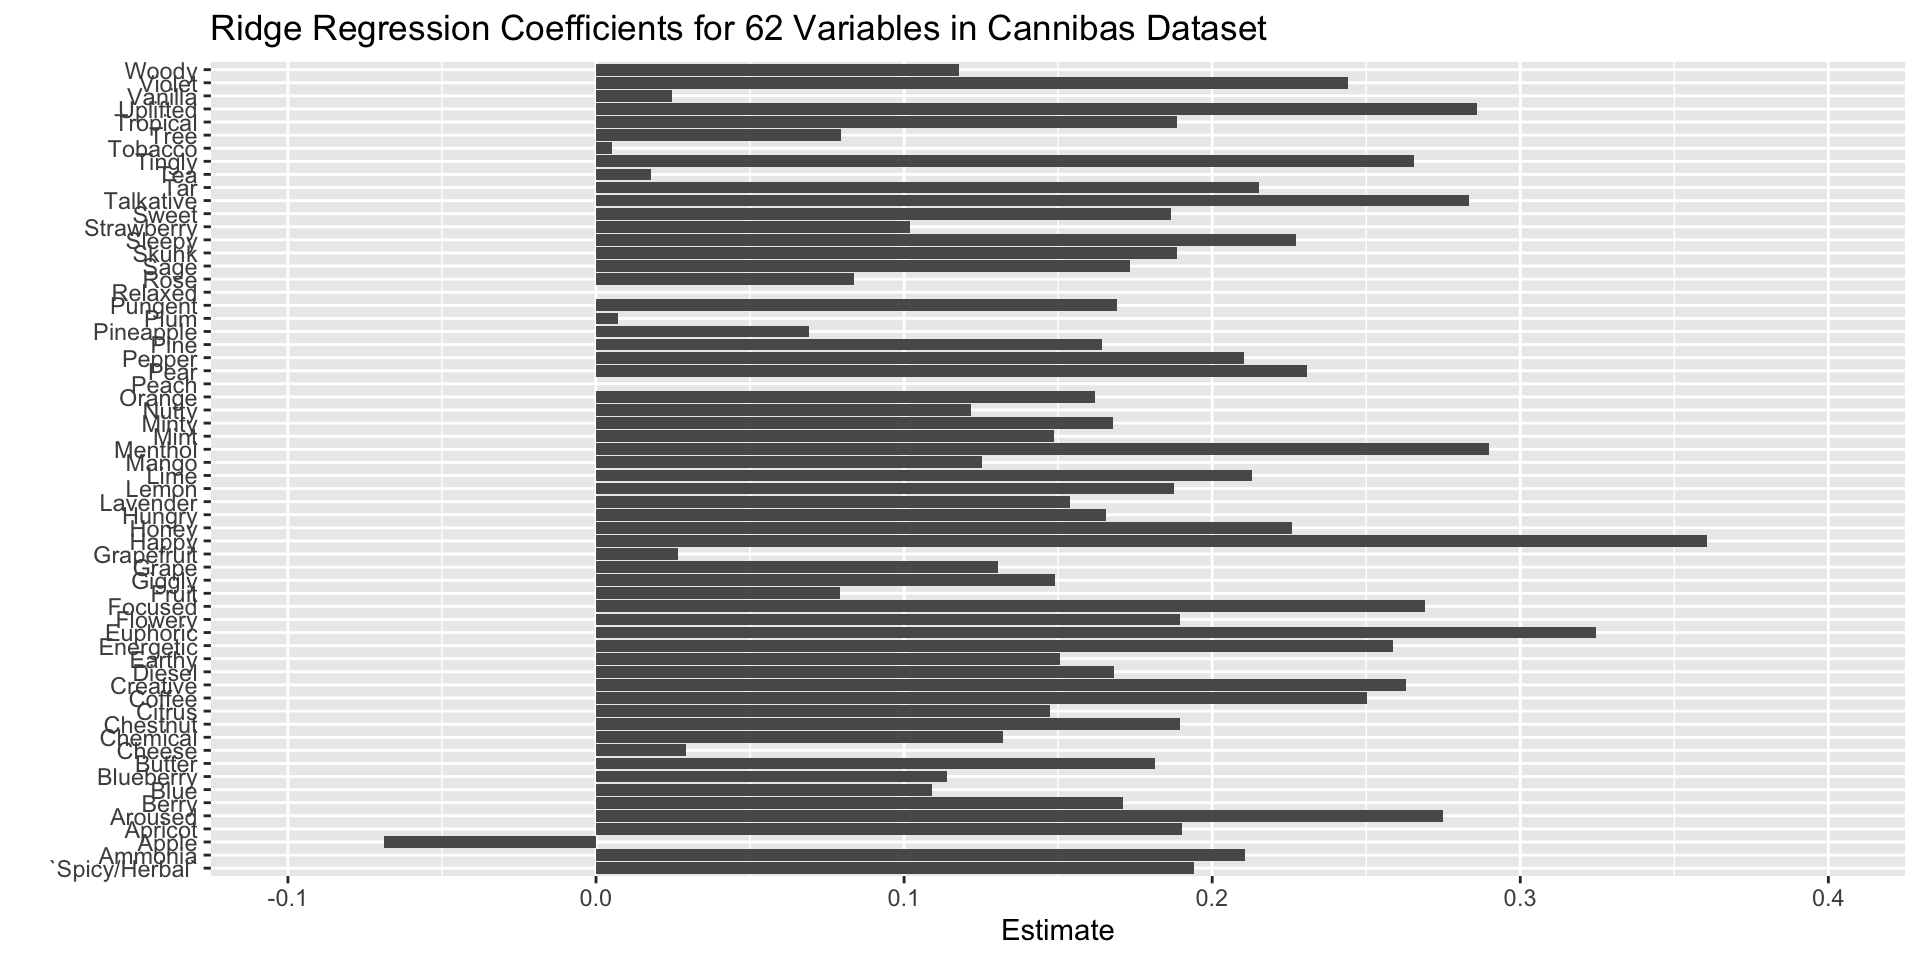 Ridge Regression Coefficients for 62 Variables in Cannibas Dataset
Woody
Violet
Vanilla
Uplifted
Tropical
Tree
Tobacco
Tingly
Tea
Tar
Talkative
Sweet
Strawberry
Sleepy
Skunk
Sage
Rose
Relaxed
Pungent
Plum
Pineapple
Pine
Pepper
Pear
Peach
Orange
Nutty
Minty
Mint
Menthol
Mango
Lime
Lemon
Lavender
Hungry
Honey
Happy
Grapefruit
Grape
Giggly
Fruit
Focused
Flowery
Euphoric
Energetic
Earthy
Diesel
Creative
Coffee
Citrus
Chestnut
Chemical
Cheese
Butter
Blueberry
Blue
Berry
Aroused
Apricot
Apple
Ammonia
`Spicy/Herbal`
-0.1 0.0 0.1 0.2 0.3 0.4
Estimate